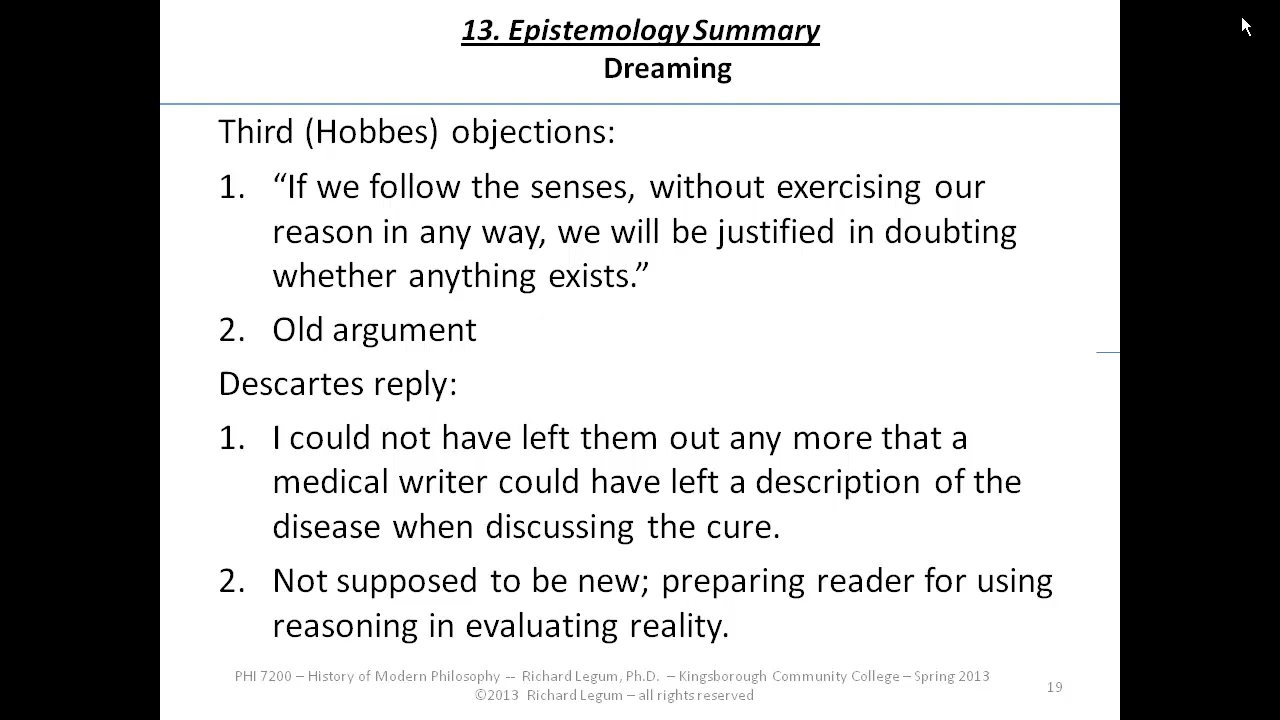 13. Epistemology Summary
Dreaming
Third (Hobbes) objections:
1. “If we follow the senses, without exercising our
reason in any way, we will be justified in doubting
whether anything exists.”
2. Old argument
Descartes reply:
1. I could not have left them out any more that a
medical writer could have left a description of the
disease when discussing the cure.
2. Not supposed to be new; preparing reader for using
reasoning in evaluating reality.
PHI 7200 – History of Modern Philosophy -- Richard Legum, Ph.D. – Kingsborough Community College – Spring 2013
©2013 Richard Legum – all rights reserved
19